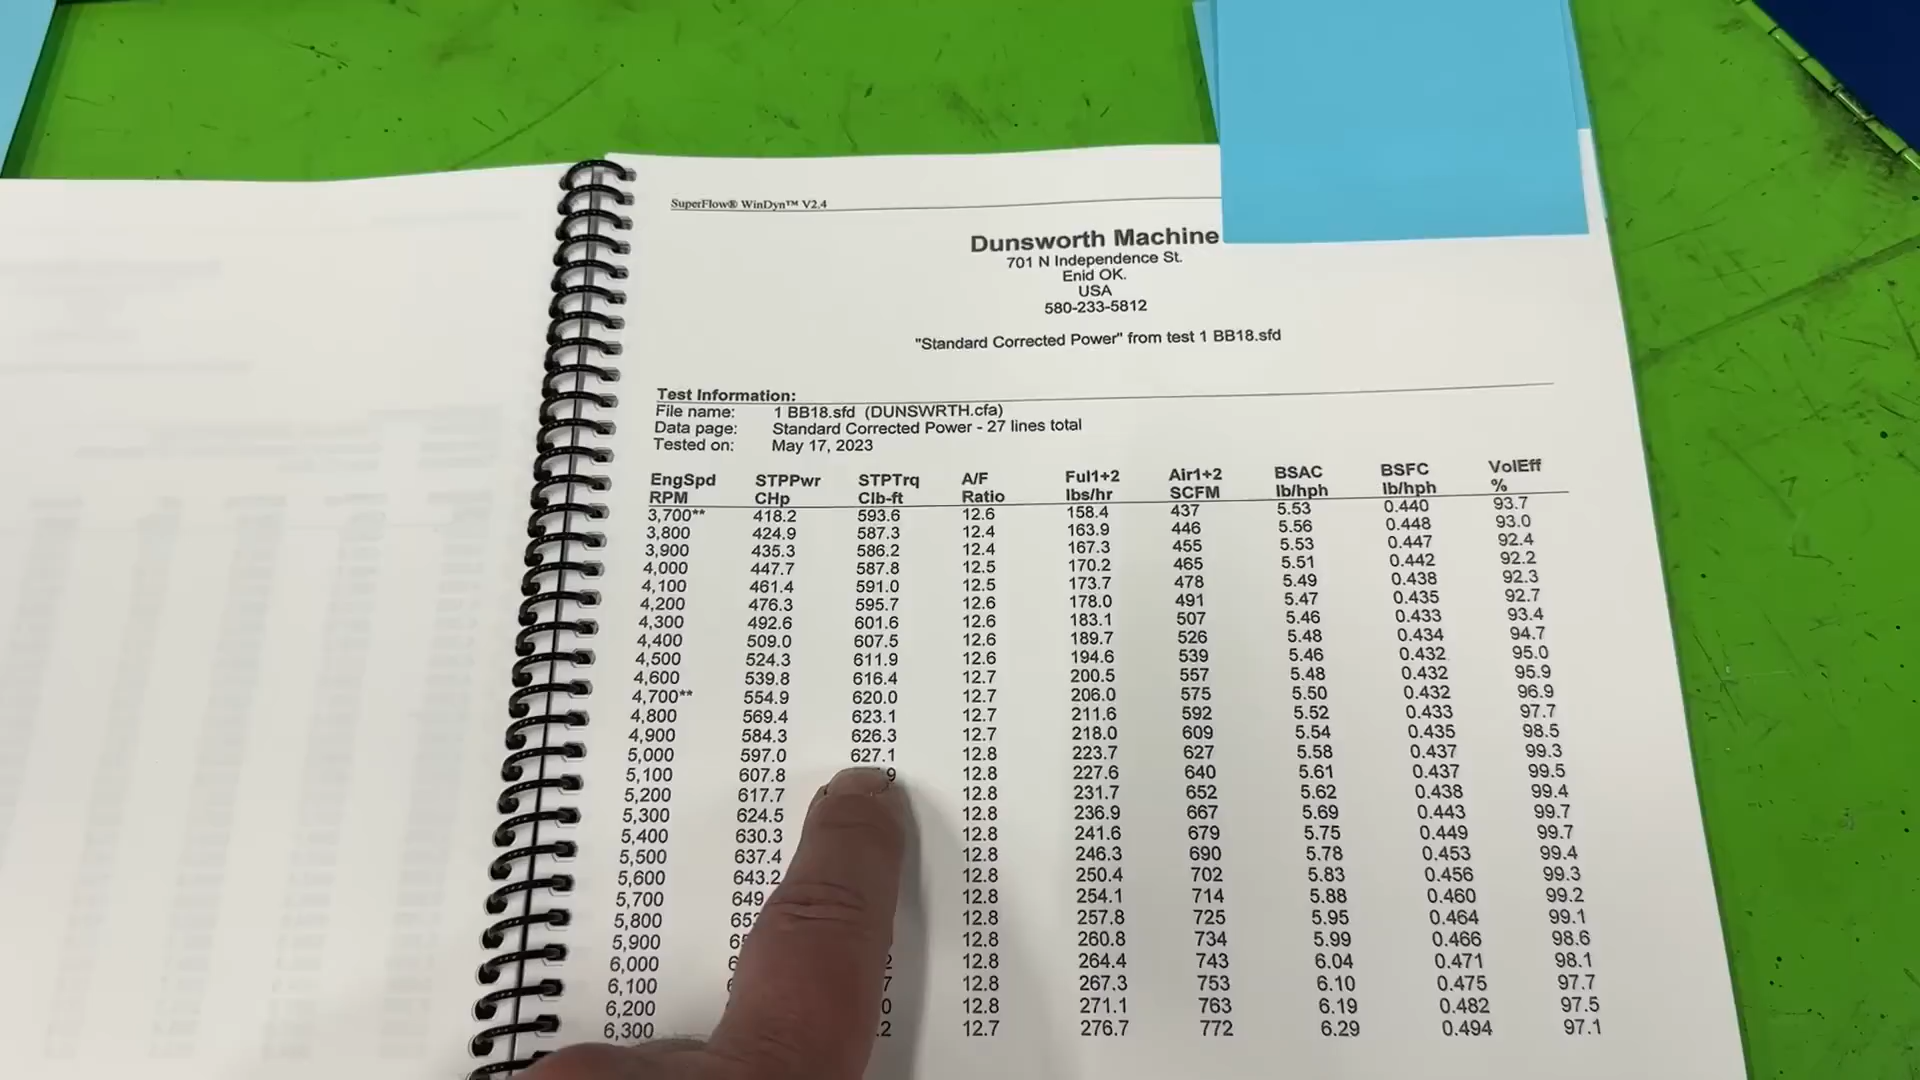 SuperFlow® WinDyn™ V2.4
Dunsworth Machine
701 N Independence St.
Enid OK.
USA
580-233-5812
"Standard Corrected Power" from test 1 BB18.sfd
Test Information:
File name: 1 BB18.sfd (DUNSWRTH.cfa)
Data page: Standard Corrected Power - 27 lines total
Tested on: May 17, 2023
EngSpd STPPwr STPTrq A/F Ful1+2 Air1+2 BSAC BSFC VolEff
RPM CHp Clb-ft Ratio lbs/hr SCFM lb/hph lb/hph %
3,700** 418.2 593.6 12.6 158.4 437 5.53 0.440 93.7
3,800 424.9 587.3 12.4 163.9 446 5.56 0.448 93.0
3,900 435.3 586.2 12.4 167.3 455 5.53 0.447 92.4
4,000 447.7 587.8 12.5 170.2 465 5.51 0.442 92.2
4,100 461.4 591.0 12.5 173.7 478 5.49 0.438 92.3
4,200 476.3 595.7 12.6 178.0 491 5.47 0.435 92.7
4,300 492.6 601.6 12.6 183.1 507 5.46 0.433 93.4
4,400 509.0 607.5 12.6 189.7 526 5.48 0.434 94.7
4,500 524.3 611.9 12.6 194.6 539 5.46 0.432 95.0
4,600 539.8 616.4 12.7 200.5 557 5.48 0.432 95.9
4,700** 554.9 620.0 12.7 206.0 575 5.50 0.432 96.9
4,800 569.4 623.1 12.7 211.6 592 5.52 0.433 97.7
4,900 584.3 626.3 12.7 218.0 609 5.54 0.435 98.5
5,000 597.0 627.1 12.8 223.7 627 5.58 0.437 99.3
5,100 607.8 12.8 227.6 640 5.61 0.437 99.5
5,200 617.7 12.8 231.7 652 5.62 0.438 99.4
5,300 624.5 12.8 236.9 667 5.69 0.443 99.7
5,400 630.3 12.8 241.6 679 5.75 0.449 99.7
5,500 637.4 12.8 246.3 690 5.78 0.453 99.4
5,600 643.2 12.8 250.4 702 5.83 0.456 99.3
5,700 649 12.8 254.1 714 5.88 0.460 99.2
5,800 12.8 257.8 725 5.95 0.464 99.1
5,900 12.8 260.8 734 5.99 0.466 98.6
6,000 12.8 264.4 743 6.04 0.471 98.1
6,100 12.8 267.3 753 6.10 0.475 97.7
6,200 12.8 271.1 763 6.19 0.482 97.5
6,300 12.7 276.7 772 6.29 0.494 97.1